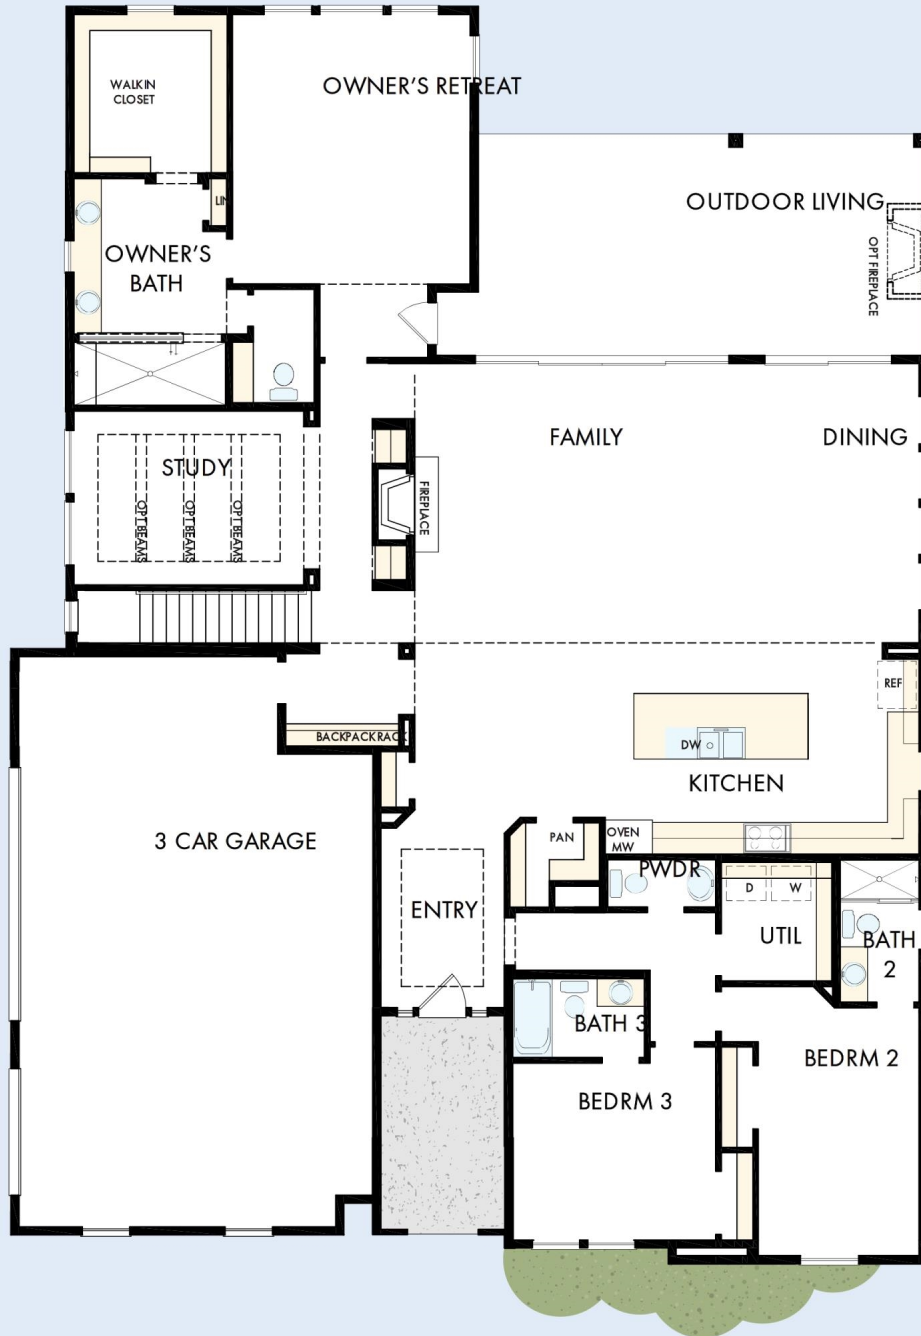 WALKIN
CLOSET
OWNER'S RETREAT
OUTDOOR LIVING
OPT FIREPLACE
LIN
OWNER'S
BATH
STUDY
OPT BEAMS
OPT BEAMS
OPT BEAMS
FIREPLACE
FAMILY
DINING
REF
BACKPACK RACK
DW
KITCHEN
3 CAR GARAGE
PAN
OVEN
MW
PWDR
D
W
ENTRY
UTIL
BATH
2
BATH 3
BEDRM 2
BEDRM 3